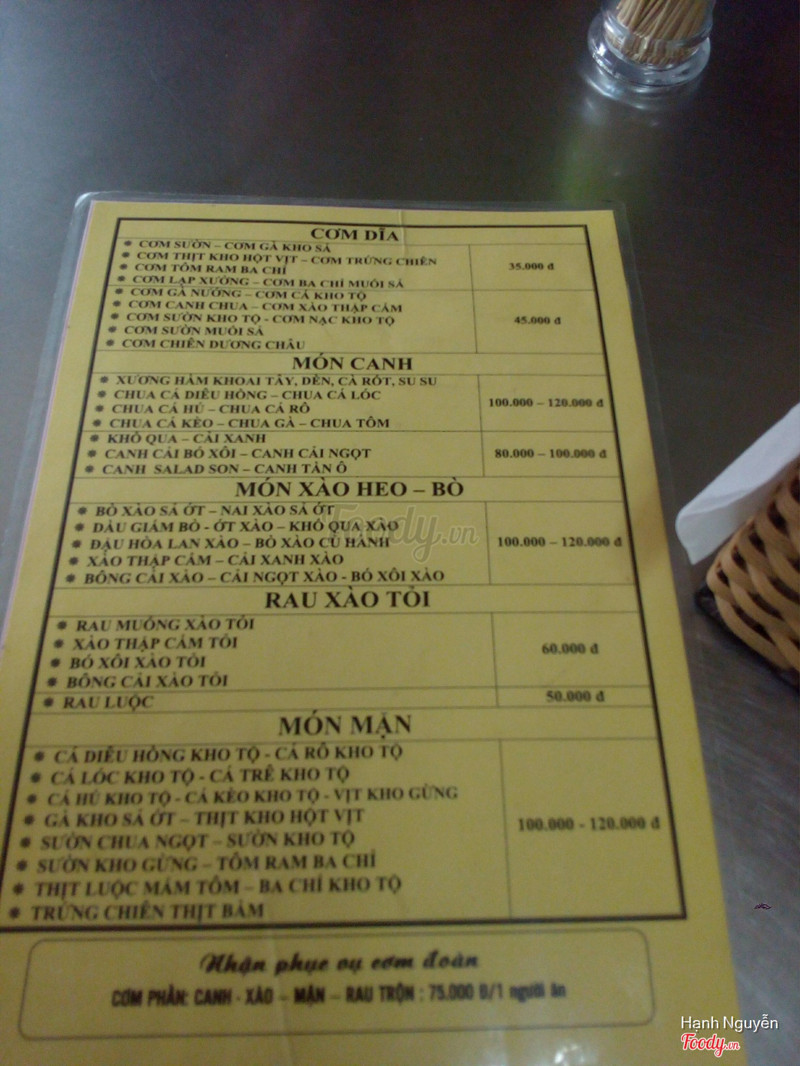 CƠM DĨA
CƠM SƯỜN – CƠM GÀ KHO SẢ
CƠM THỊT KHO HỘT VỊT – CƠM TRỨNG CHIÊN
CƠM TÔM RAM BA CHỈ
CƠM LẠP XƯỞNG – CƠM BA CHỈ MUỐI SẢ
35.000 đ
CƠM GÀ NƯỚNG – CƠM CÁ KHO TỘ
CƠM CANH CHUA – CƠM XÀO THẬP CẨM
CƠM SƯỜN KHO TỘ - CƠM NẠC KHO TỘ
CƠM SƯỜN MUỐI SẢ
CƠM CHIÊN DƯƠNG CHÂU
45.000 đ
MÓN CANH
XƯƠNG HẦM KHOAI TÂY, DỀN, CÀ RỐT, SU SU
CHUA CÁ DIÊU HỒNG – CHUA CÁ LÓC
CHUA CÁ HÚ – CHUA CÁ RÔ
CHUA CÁ KÈO – CHUA GÀ – CHUA TÔM
100.000 – 120.000 đ
KHỔ QUA – CẢI XANH
CANH CẢI BÓ XÔI – CANH CẢI NGỌT
CANH SALAD SON – CANH TẦN Ô
80.000 – 100.000 đ
MÓN XÀO HEO – BÒ
BÒ XÀO SẢ ỚT – NAI XÀO SẢ ỚT
DẦU GIẤM BÒ - ỚT XÀO – KHỔ QUA XÀO
ĐẬU HÒA LAN XÀO – BÒ XÀO CỦ HÀNH
XÀO THẬP CẨM – CẢI XANH XÀO
BÔNG CẢI XÀO – CẢI NGỌT XÀO - BÓ XÔI XÀO
100.000 – 120.000 đ
RAU XÀO TỎI
RAU MUỐNG XÀO TỎI
XÀO THẬP CẨM TỎI
BÓ XÔI XÀO TỎI
BÔNG CẢI XÀO TỎI
60.000 đ
RAU LUỘC
50.000 đ
MÓN MẶN
CÁ DIÊU HỒNG KHO TỘ - CÁ RÔ KHO TỘ
CÁ LÓC KHO TỘ - CÁ TRÊ KHO TỘ
CÁ HÚ KHO TỘ - CÁ KÈO KHO TỘ - VỊT KHO GỪNG
GÀ KHO SẢ ỚT – THỊT KHO HỘT VỊT
SƯỜN CHUA NGỌT – SƯỜN KHO TỘ
SƯỜN KHO GỪNG – TÔM RAM BA CHỈ
THỊT LUỘC MẮM TÔM – BA CHỈ KHO TỘ
TRỨNG CHIÊN THỊT BẰM
100.000 - 120.000 đ
Nhận phục vụ cơm đoàn
CƠM PHẦN: CANH - XÀO – MẶN – RAU TRỘN : 75.000 Đ/1 người ăn
Foody.vn
Hạnh Nguyễn
Foody.vn